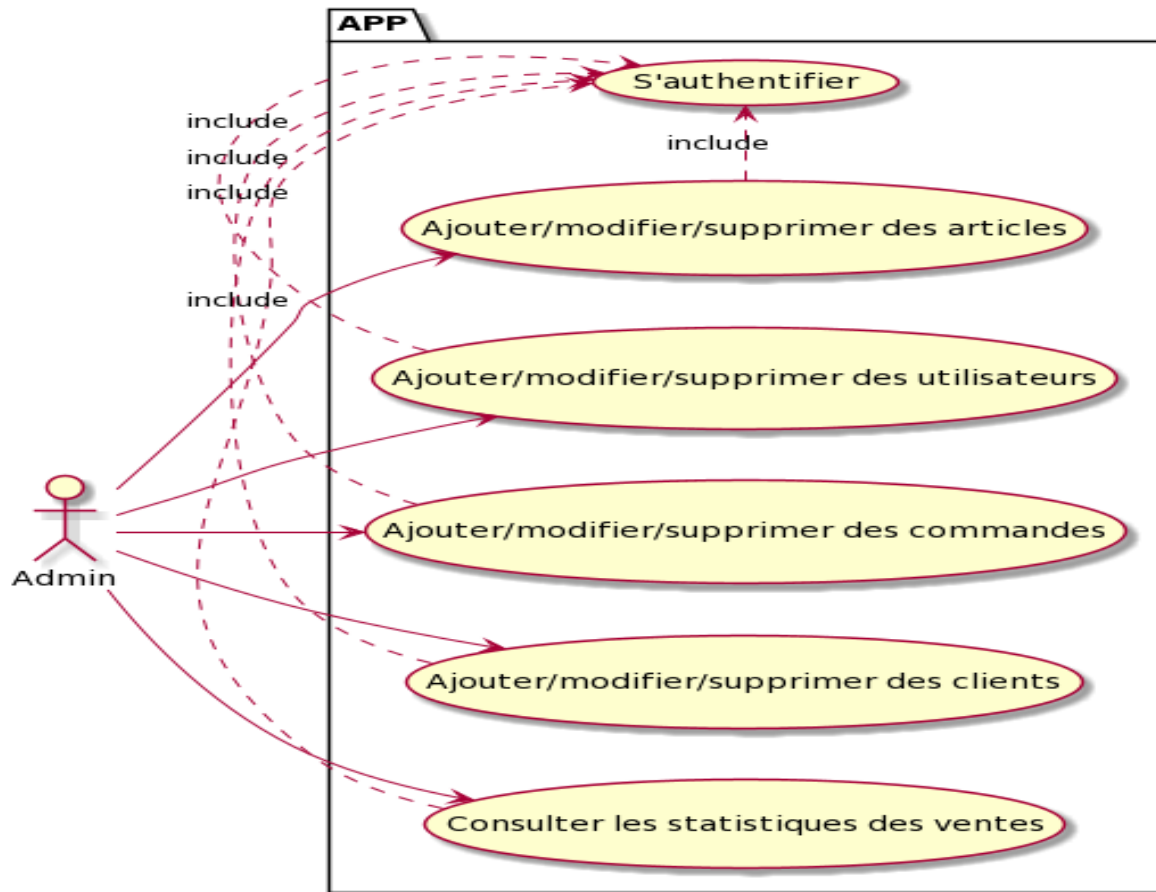 APP
S'authentifier
include
include
include
include
include
Ajouter/modifier/supprimer des articles
Ajouter/modifier/supprimer des utilisateurs
Ajouter/modifier/supprimer des commandes
Admin
Ajouter/modifier/supprimer des clients
Consulter les statistiques des ventes